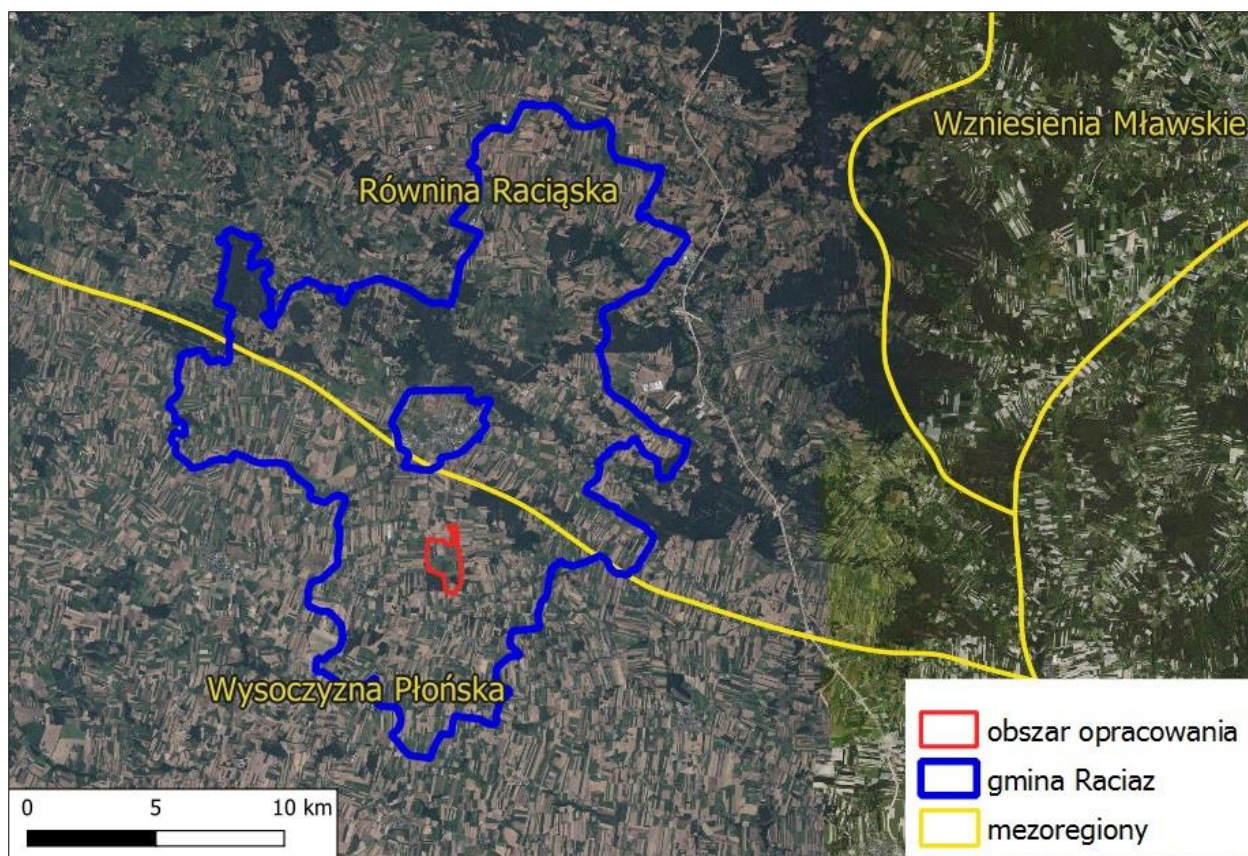 Wzniesienia Mławskie
Równina Raciąska
Wysoczyzna Płońska
obszar opracowania
gmina Raciaz
mezoregiony
0 5 10 km